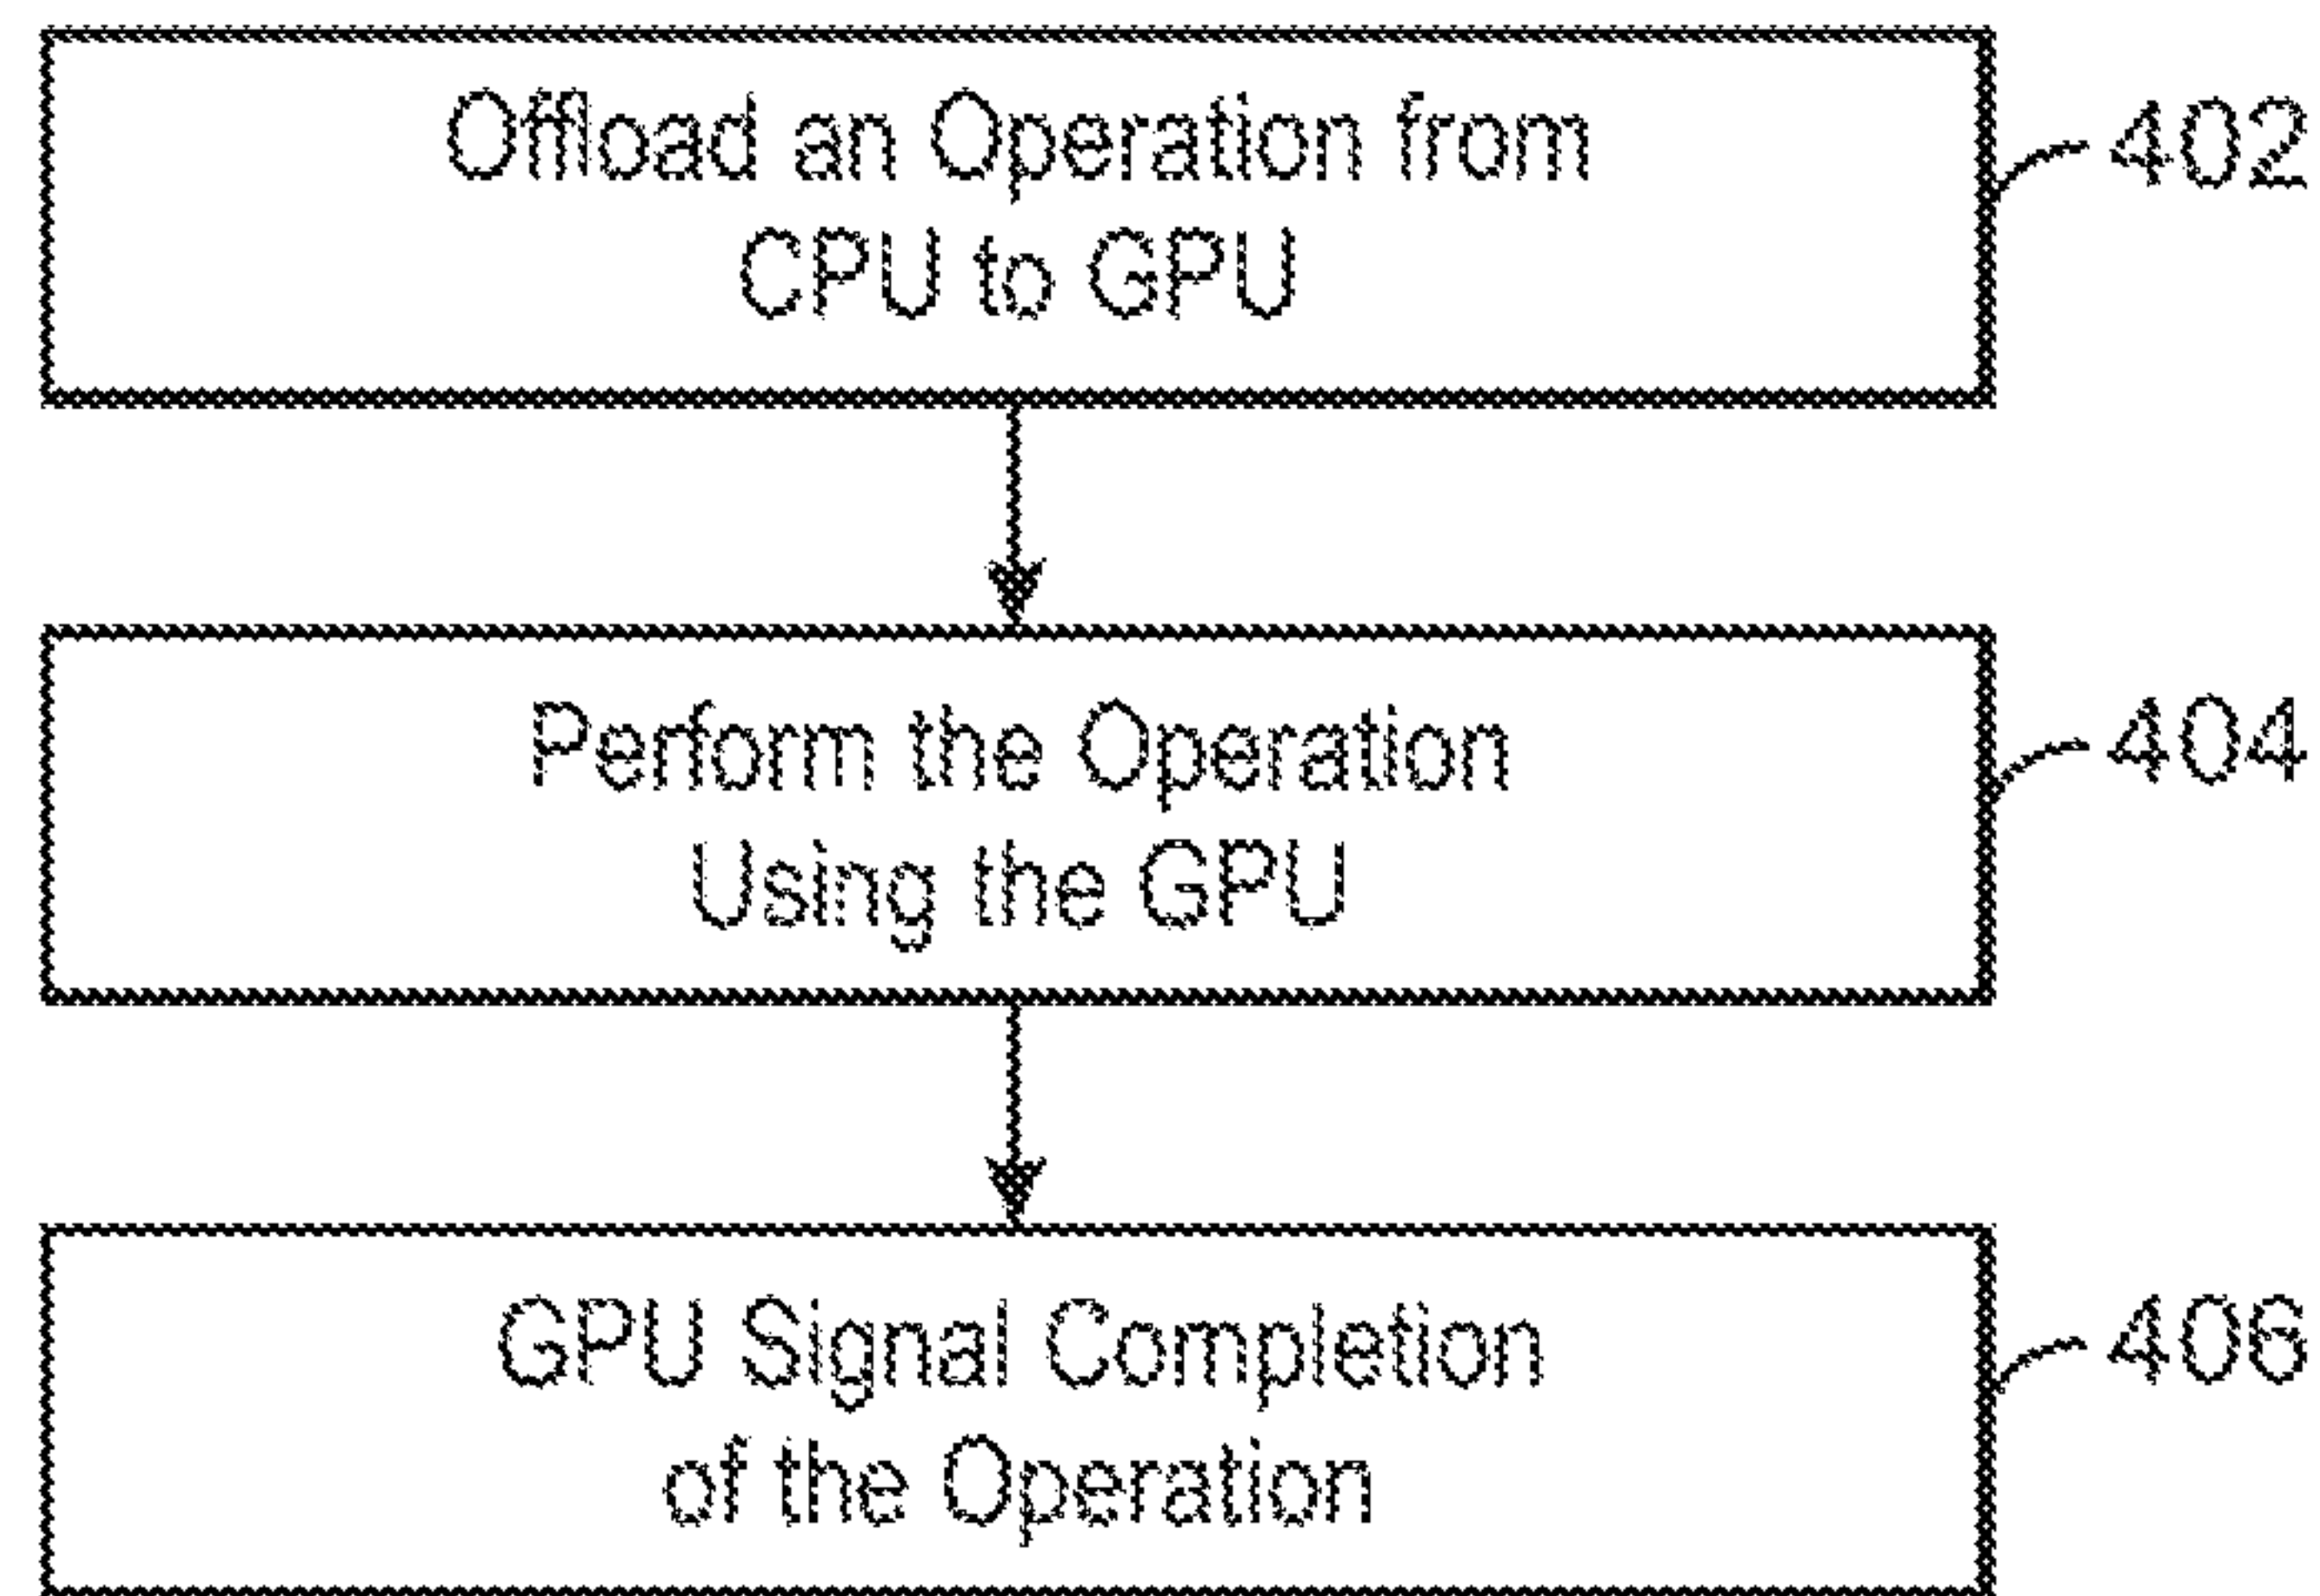 Offload an Operation from
CPU to GPU
402
Perform the Operation
Using the GPU
404
GPU Signal Completion
of the Operation
406